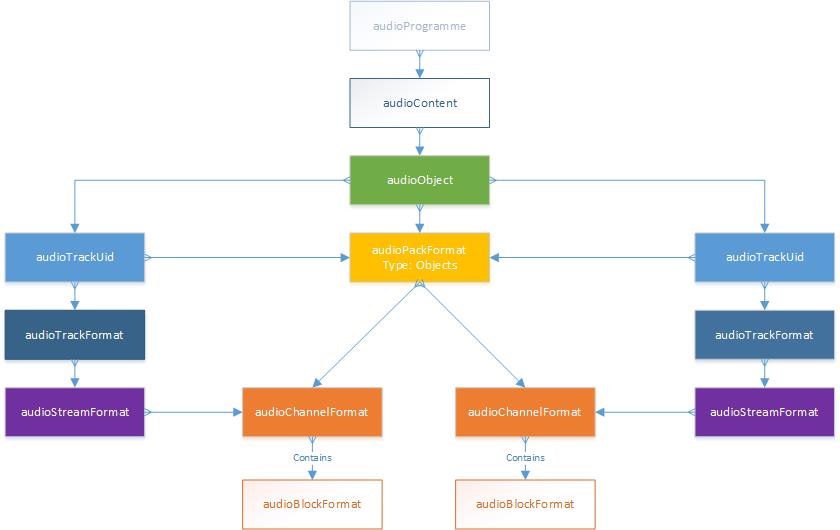 audioProgramme
audioContent
audioObject
audioTrackUid
audioPackFormat
Type: Objects
audioTrackUid
audioTrackFormat
audioTrackFormat
audioStreamFormat
audioChannelFormat
audioChannelFormat
audioStreamFormat
Contains
Contains
audioBlockFormat
audioBlockFormat